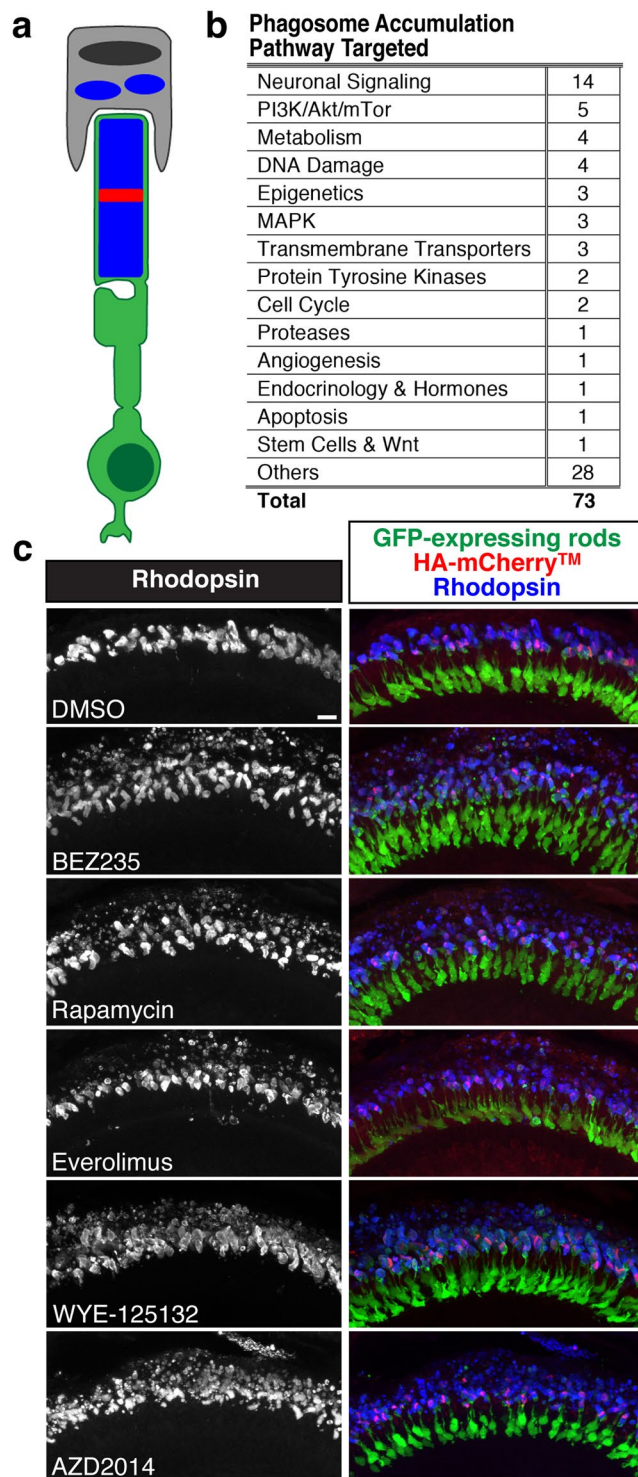 a
b
Phagosome Accumulation
Pathway Targeted
Neuronal Signaling 14
PI3K/Akt/mTor 5
Metabolism 4
DNA Damage 4
Epigenetics 3
MAPK 3
Transmembrane Transporters 3
Protein Tyrosine Kinases 2
Cell Cycle 2
Proteases 1
Angiogenesis 1
Endocrinology & Hormones 1
Apoptosis 1
Stem Cells & Wnt 1
Others 28
Total 73
c
Rhodopsin
GFP-expressing rods
HA-mCherry™
Rhodopsin
DMSO
BEZ235
Rapamycin
Everolimus
WYE-125132
AZD2014